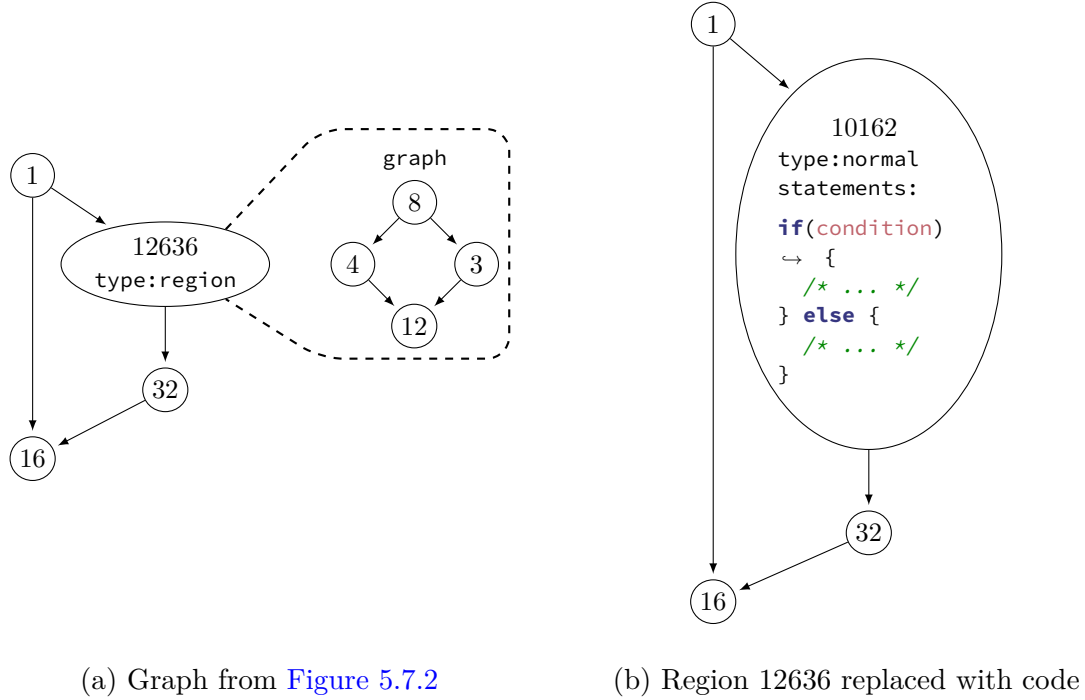 1
12636
type:region
32
16
graph
8
4
3
12
(a) Graph from Figure 5.7.2
1
10162
type:normal
statements:
if(condition)
↪ {
/* ... */
} else {
/* ... */
}
32
16
(b) Region 12636 replaced with code